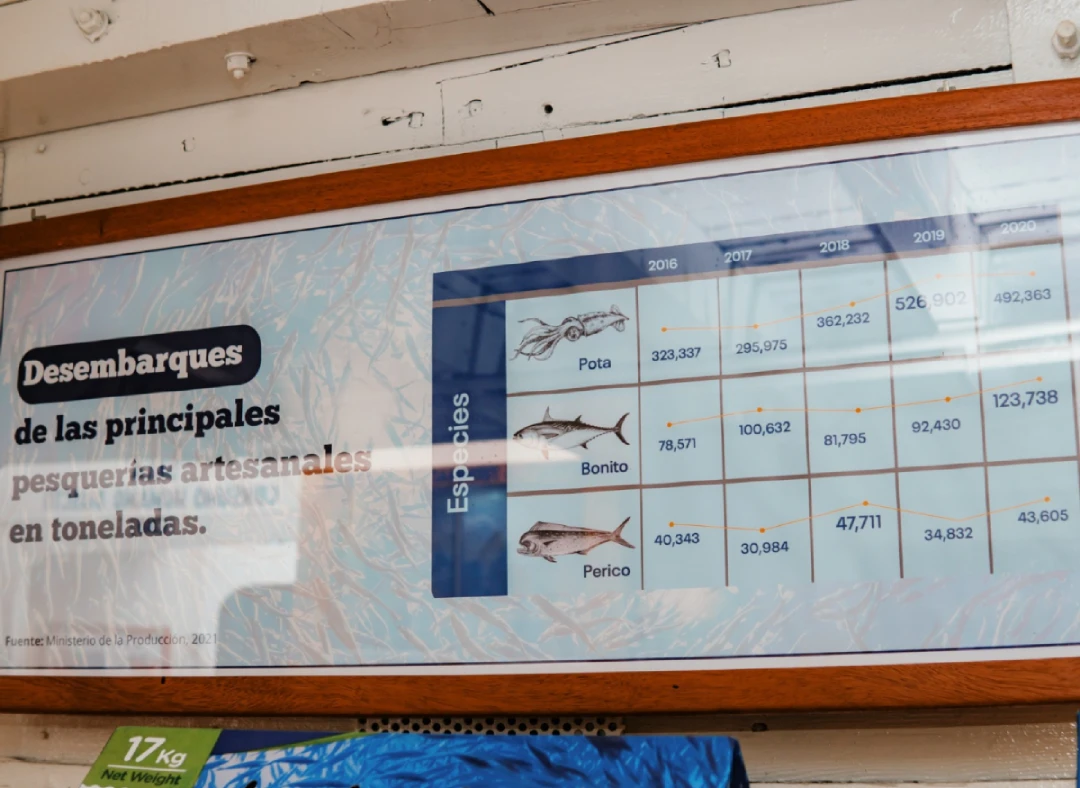 Desembarques
de las principales
pesquerías artesanales
en toneladas.
Fuente: Ministerio de la Producción, 2021
2016 2017 2018 2019 2020
Especies
Pota 323,337 295,975 362,232 526,902 492,363
Bonito 78,571 100,632 81,795 92,430 123,738
Perico 40,343 30,984 47,711 34,832 43,605
17Kg
Net Weight